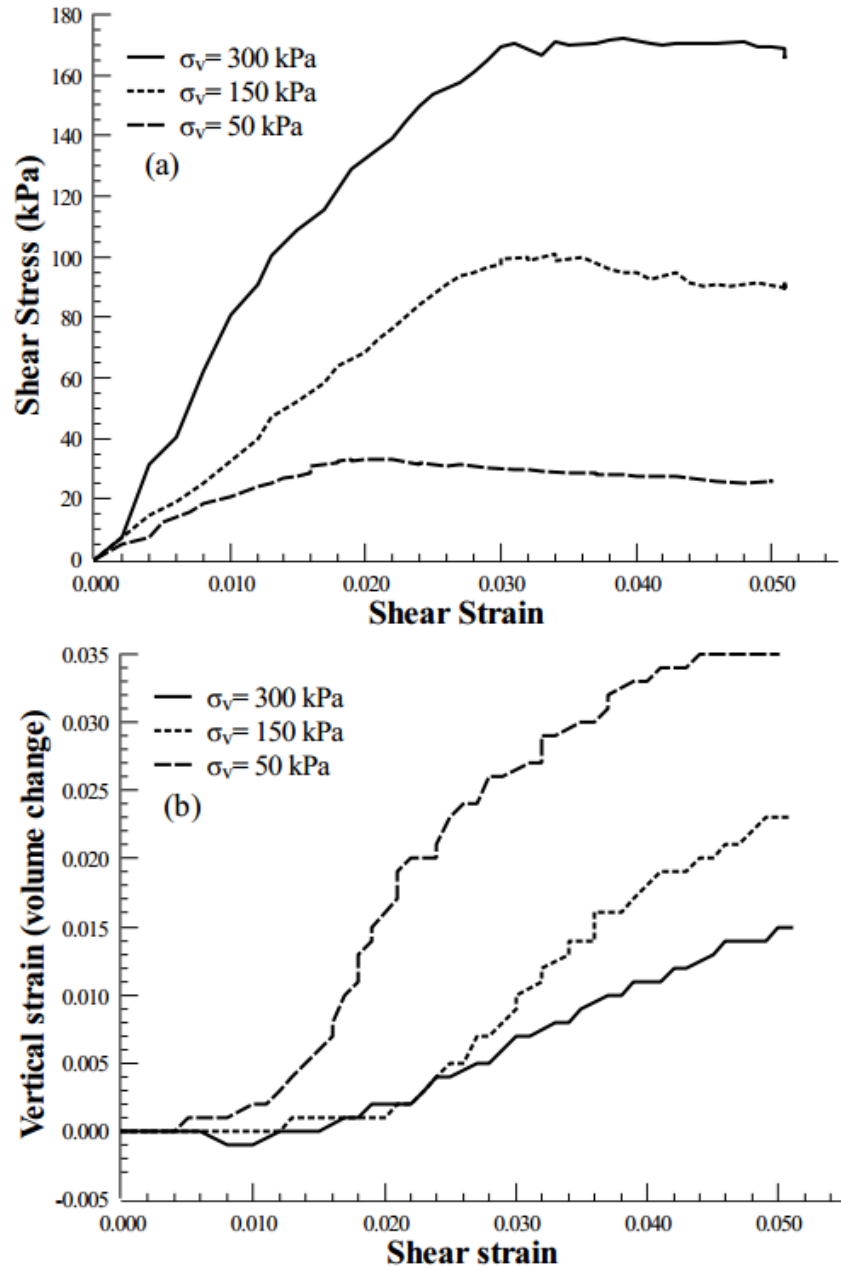 180
σv= 300 kPa
160
σv= 150 kPa
140
σv= 50 kPa
120
(a)
100
80
60
40
20
0
Shear Stress (kPa)
0.000 0.010 0.020 0.030 0.040 0.050
Shear Strain
0.035
σv= 300 kPa
0.030
σv= 150 kPa
σv= 50 kPa
0.025
(b)
0.020
0.015
0.010
0.005
0.000
-0.005
Vertical strain (volume change)
0.000 0.010 0.020 0.030 0.040 0.050
Shear strain